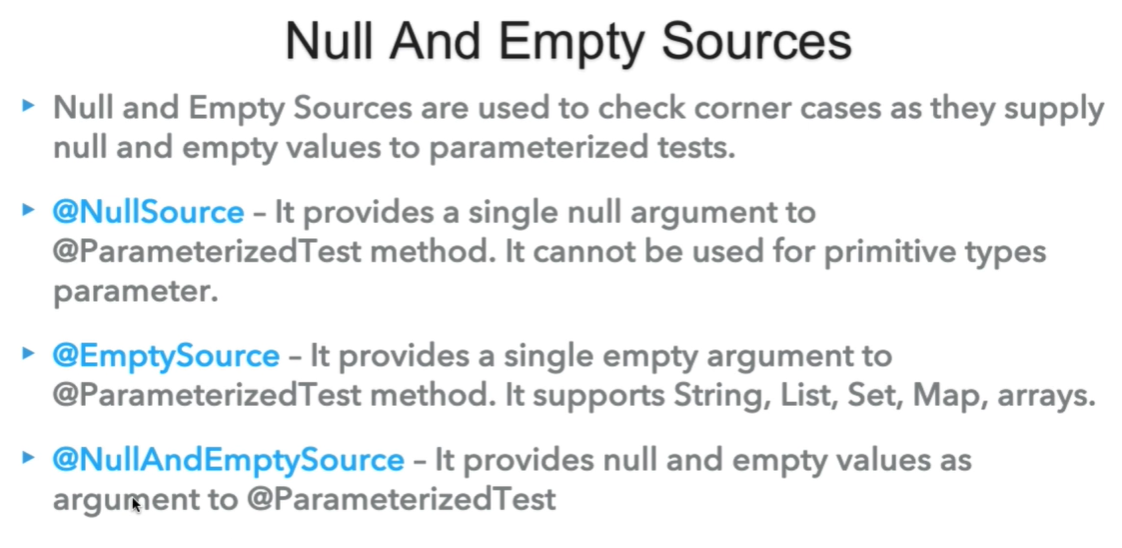 Null And Empty Sources
Null and Empty Sources are used to check corner cases as they supply
null and empty values to parameterized tests.
@NullSource – It provides a single null argument to
@ParameterizedTest method. It cannot be used for primitive types
parameter.
@EmptySource – It provides a single empty argument to
@ParameterizedTest method. It supports String, List, Set, Map, arrays.
@NullAndEmptySource – It provides null and empty values as
argument to @ParameterizedTest